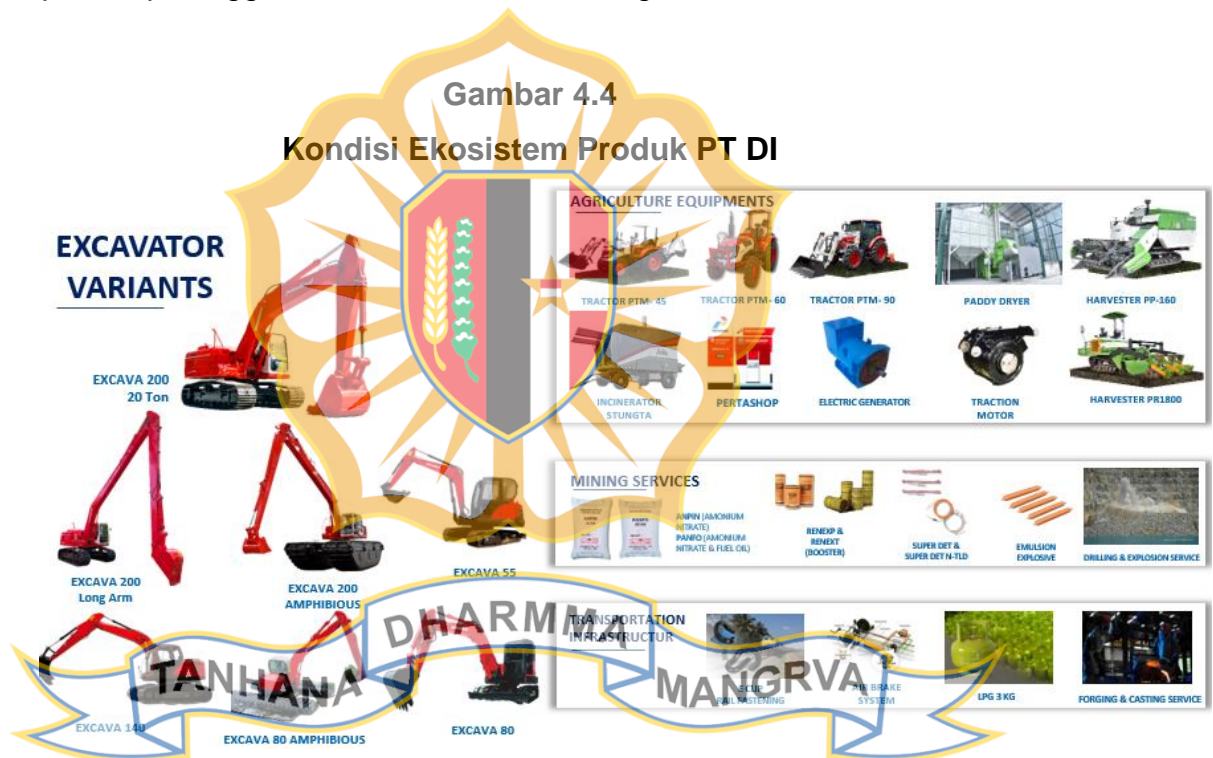 Gambar 4.4
Kondisi Ekosistem Produk PT DI
EXCAVATOR
VARIANTS
EXCAVA 200
20 Ton
EXCAVA 200
Long Arm
EXCAVA 200
AMPHIBIOUS
EXCAVA 55
EXCAVA 140
EXCAVA 80 AMPHIBIOUS
EXCAVA 80
AGRICULTURE EQUIPMENTS
TRACTOR PTM- 45
TRACTOR PTM- 60
TRACTOR PTM- 90
PADDY DRYER
HARVESTER PP-160
INCINERATOR
STUNGTA
PERTASHOP
ELECTRIC GENERATOR
TRACTION
MOTOR
HARVESTER PR1800
MINING SERVICES
ANPIN (AMONIUM
NITRATE)
PANFO (AMONIUM
NITRATE & FUEL OIL)
RENEXP &
RENEXT
(BOOSTER)
SUPER DET &
SUPER DET N-TLD
EMULSION
EXPLOSIVE
DRILLING & EXPLOSION SERVICE
TRANSPORTATION
INFRASTRUCTUR
CLIP
RAIL FASTENING
AIR BRAKE
SYSTEM
LPG 3 KG
FORGING & CASTING SERVICE
TANHANA DHARMMA MANGRVA